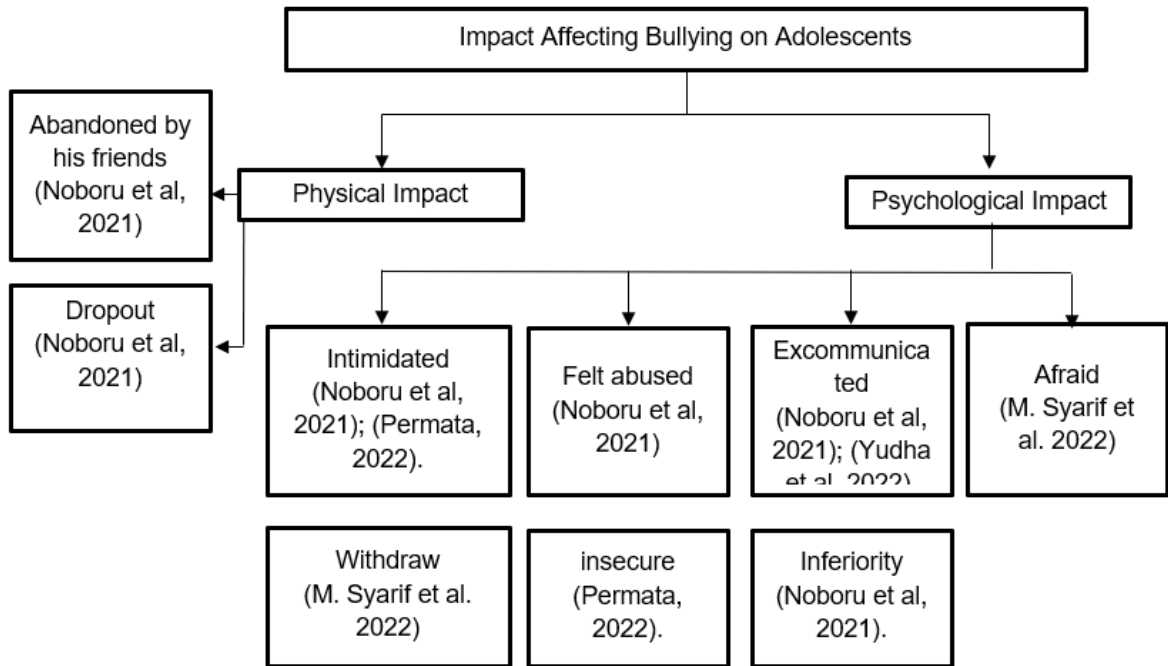 Impact Affecting Bullying on Adolescents
Abandoned by
his friends
(Noboru et al,
2021)
Physical Impact
Psychological Impact
Dropout
(Noboru et al,
2021)
Intimidated
(Noboru et al,
2021); (Permata,
2022).
Felt abused
(Noboru et al,
2021)
Excommunica
ted
(Noboru et al,
2021); (Yudha
et al, 2022)
Afraid
(M. Syarif et
al. 2022)
Withdraw
(M. Syarif et al.
2022)
insecure
(Permata,
2022).
Inferiority
(Noboru et al,
2021).